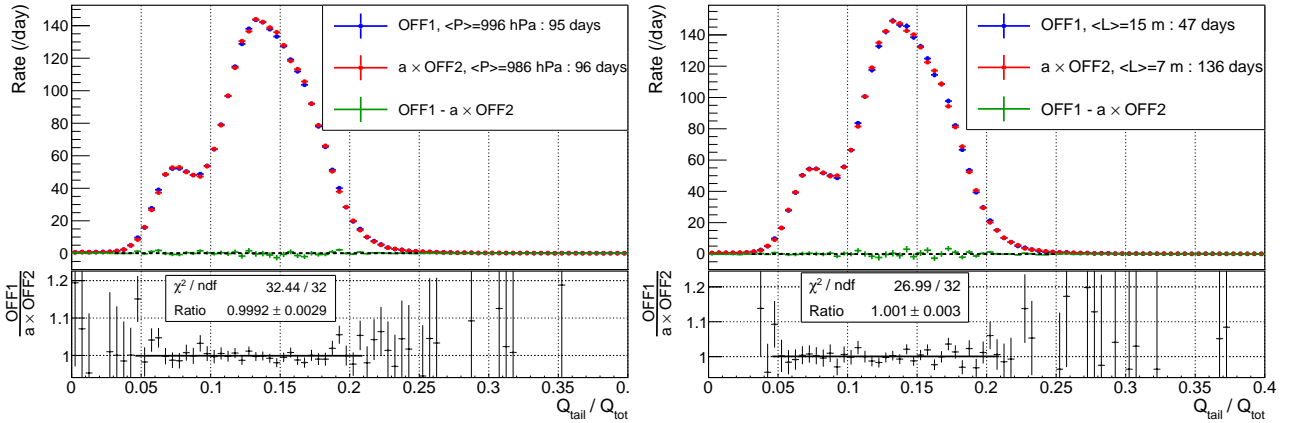 Rate (/day)
140
120
100
80
60
40
20
0
OFF1, <P>=996 hPa : 95 days
a × OFF2, <P>=986 hPa : 96 days
OFF1 - a × OFF2
OFF1
a × OFF2
1.2
1.1
1
χ² / ndf 32.44 / 32
Ratio 0.9992 ± 0.0029
0 0.05 0.1 0.15 0.2 0.25 0.3 0.35 0.
Q_tail / Q_tot
Rate (/day)
140
120
100
80
60
40
20
0
OFF1, <L>=15 m : 47 days
a × OFF2, <L>=7 m : 136 days
OFF1 - a × OFF2
OFF1
a × OFF2
1.2
1.1
1
χ² / ndf 26.99 / 32
Ratio 1.001 ± 0.003
0 0.05 0.1 0.15 0.2 0.25 0.3 0.35 0.4
Q_tail / Q_tot